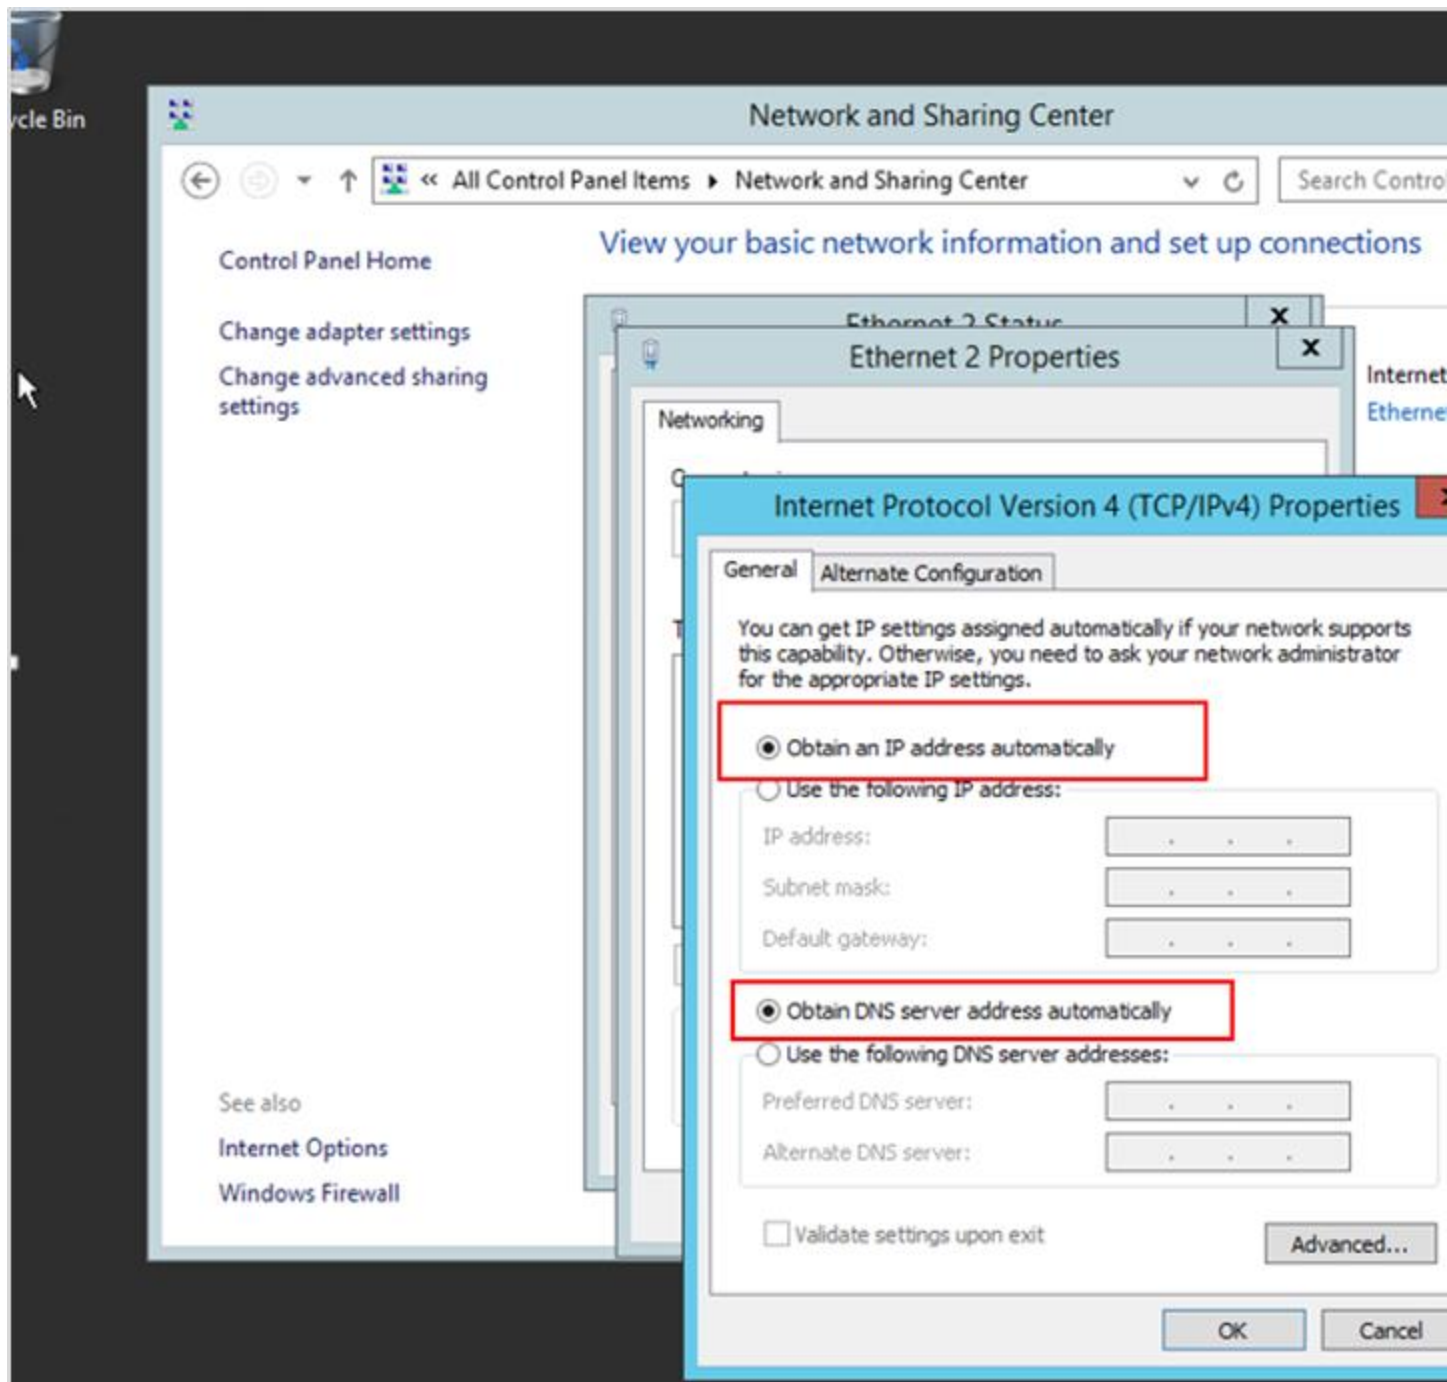 ycle Bin
Network and Sharing Center
« All Control Panel Items ▸ Network and Sharing Center
Search Control
Control Panel Home
Change adapter settings
Change advanced sharing
settings
See also
Internet Options
Windows Firewall
View your basic network information and set up connections
Internet
Ethernet
Ethernet 2 Status
Ethernet 2 Properties
Networking
Internet Protocol Version 4 (TCP/IPv4) Properties
General
Alternate Configuration
You can get IP settings assigned automatically if your network supports
this capability. Otherwise, you need to ask your network administrator
for the appropriate IP settings.
Obtain an IP address automatically
Use the following IP address:
IP address:
Subnet mask:
Default gateway:
Obtain DNS server address automatically
Use the following DNS server addresses:
Preferred DNS server:
Alternate DNS server:
Validate settings upon exit
Advanced...
OK
Cancel